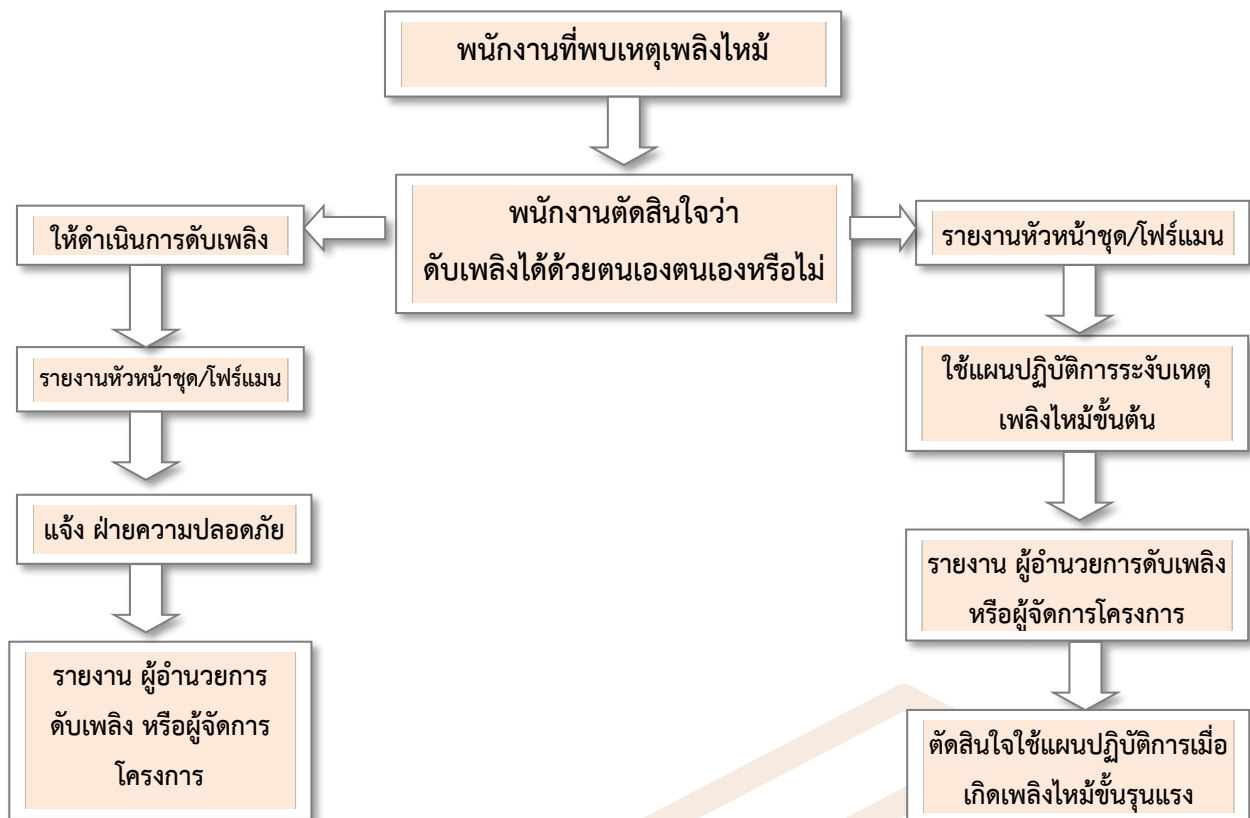 พนักงานที่พบเหตุเพลิงไหม้
พนักงานตัดสินใจว่า
ดับเพลิงได้ด้วยตนเองตนเองหรือไม่
ให้ดำเนินการดับเพลิง
รายงานหัวหน้าชุด/โฟร์แมน
แจ้ง ฝ่ายความปลอดภัย
รายงาน ผู้อำนวยการ
ดับเพลิง หรือผู้จัดการ
โครงการ
รายงานหัวหน้าชุด/โฟร์แมน
ใช้แผนปฏิบัติการระงับเหตุ
เพลิงไหม้ขั้นต้น
รายงาน ผู้อำนวยการดับเพลิง
หรือผู้จัดการโครงการ
ตัดสินใจใช้แผนปฏิบัติการเมื่อ
เกิดเพลิงไหม้ขั้นรุนแรง